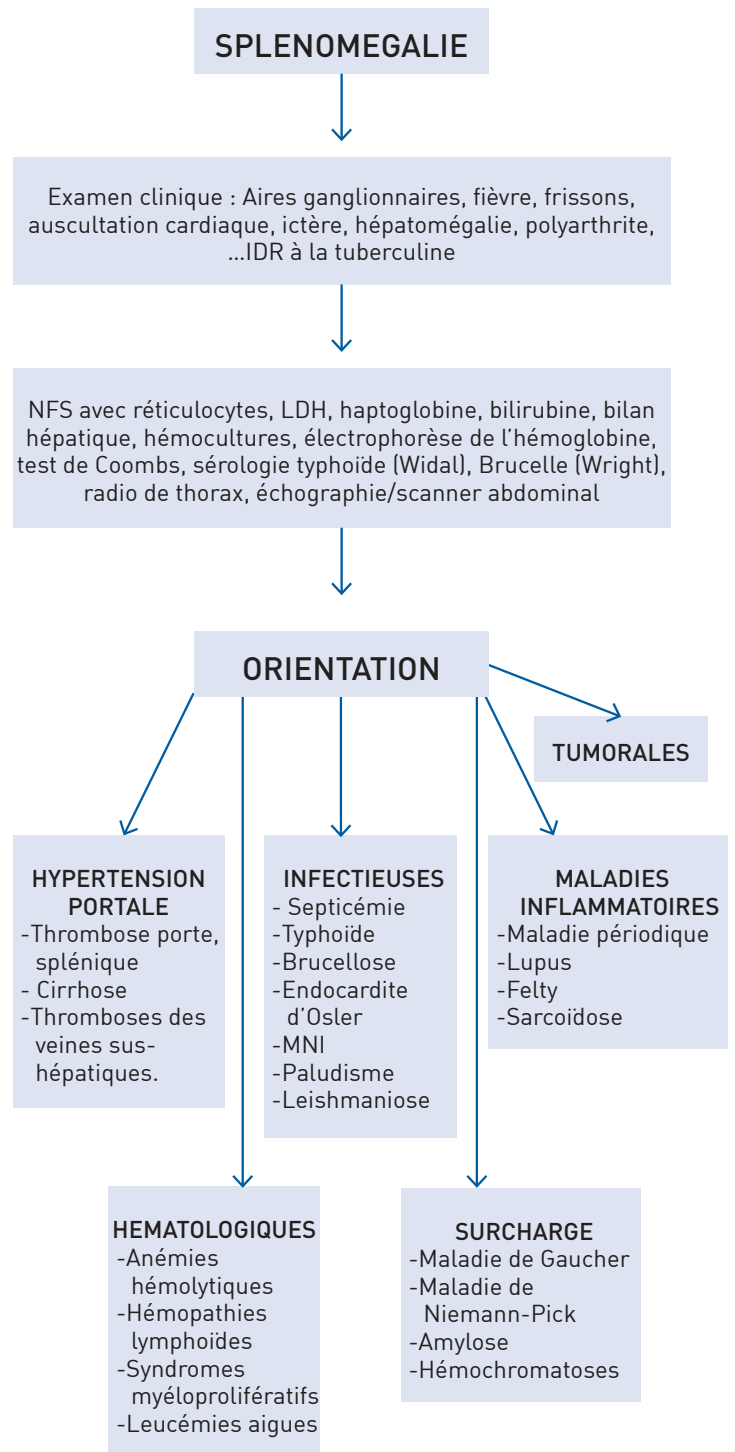 SPLENOMEGALIE
Examen clinique : Aires ganglionnaires, fièvre, frissons,
auscultation cardiaque, ictère, hépatomégalie, polyarthrite,
...IDR à la tuberculine
NFS avec réticulocytes, LDH, haptoglobine, bilirubine, bilan
hépatique, hémocultures, électrophorèse de l'hémoglobine,
test de Coombs, sérologie typhoïde (Widal), Brucelle (Wright),
radio de thorax, échographie/scanner abdominal
ORIENTATION
TUMORALES
HYPERTENSION
PORTALE
-Thrombose porte,
splénique
- Cirrhose
-Thromboses des
veines sus-
hépatiques.
INFECTIEUSES
- Septicémie
-Typhoïde
-Brucellose
-Endocardite
d'Osler
-MNI
-Paludisme
-Leishmaniose
MALADIES
INFLAMMATOIRES
-Maladie périodique
-Lupus
-Felty
-Sarcoïdose
HEMATOLOGIQUES
-Anémies
hémolytiques
-Hémopathies
lymphoïdes
-Syndromes
myéloprolifératifs
-Leucémies aigues
SURCHARGE
-Maladie de Gaucher
-Maladie de
Niemann-Pick
-Amylose
-Hémochromatoses